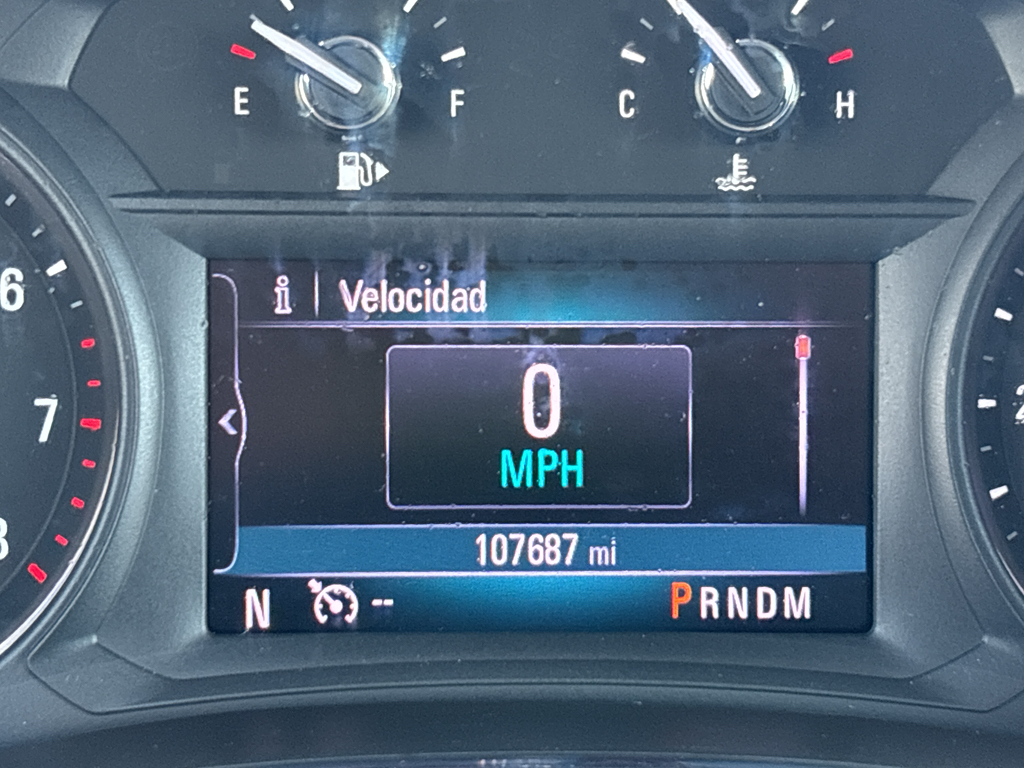 E F C H
Velocidad
6
0
7
MPH
107687 mi
N -- PRNDM